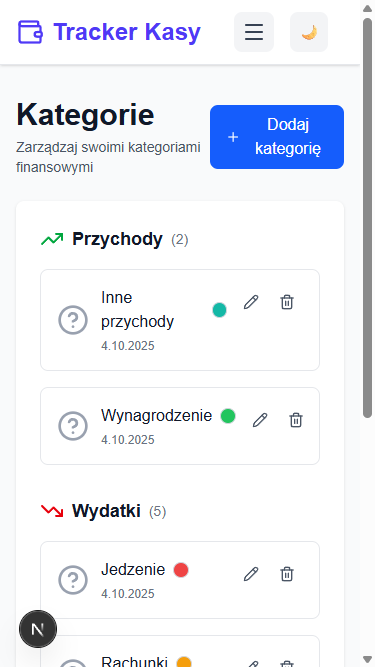 Tracker Kasy
Kategorie
Zarządzaj swoimi kategoriami
finansowymi
+ Dodaj
kategorię
Przychody (2)
Inne
przychody
4.10.2025
Wynagrodzenie
4.10.2025
Wydatki (5)
Jedzenie
4.10.2025
N
Rachunki